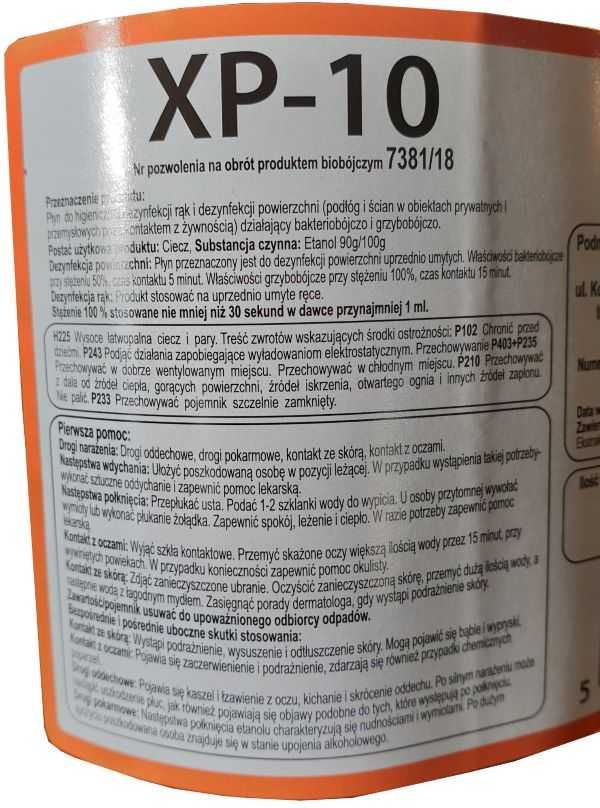 XP-10
Nr pozwolenia na obrót produktem biobójczym 7381/18
Przeznaczenie produktu:
Płyn do higienicznej dezynfekcji rąk i dezynfekcji powierzchni (podłóg i ścian w obiektach prywatnych i
przemysłowych poza kontaktem z żywnością) działający bakteriobójczo i grzybobójczo.
Postać użytkowa produktu: Ciecz, Substancja czynna: Etanol 90g/100g
Dezynfekcja powierzchni: Płyn przeznaczony jest do dezynfekcji powierzchni uprzednio umytych. Właściwości bakteriobójcze
przy stężeniu 50%, czas kontaktu 5 minut. Właściwości grzybobójcze przy stężeniu 100%, czas kontaktu 15 minut.
Dezynfekcja rąk: Produkt stosować na uprzednio umyte ręce.
Stężenie 100 % stosowane nie mniej niż 30 sekund w dawce przynajmniej 1 ml.
H225 Wysoce łatwopalna ciecz i pary. Treść zwrotów wskazujących środki ostrożności: P102 Chronić przed
dziećmi. P243 Podjąć działania zapobiegające wyładowaniom elektrostatycznym. Przechowywanie P403+P235
Przechowywać w dobrze wentylowanym miejscu. Przechowywać w chłodnym miejscu. P210 Przechowywać
z dala od źródeł ciepła, gorących powierzchni, źródeł iskrzenia, otwartego ognia i innych źródeł zapłonu.
Nie palić. P233 Przechowywać pojemnik szczelnie zamknięty.
Pierwsza pomoc:
Drogi narażenia: Drogi oddechowe, drogi pokarmowe, kontakt ze skórą, kontakt z oczami.
Następstwa wdychania: Ułożyć poszkodowaną osobę w pozycji leżącej. W przypadku wystąpienia takiej potrzeby-
wykonać sztuczne oddychanie i zapewnić pomoc lekarską.
Następstwa połknięcia: Przepłukać usta. Podać 1-2 szklanki wody do wypicia. U osoby przytomnej wywołać
wymioty lub wykonać płukanie żołądka. Zapewnić spokój, leżenie i ciepło. W razie potrzeby zapewnić pomoc
lekarską.
Kontakt z oczami: Wyjąć szkła kontaktowe. Przemyć skażone oczy większą ilością wody przez 15 minut, przy
wywiniętych powiekach. W przypadku konieczności zapewnić pomoc okulisty.
Kontakt ze skórą: Zdjąć zanieczyszczone ubranie. Oczyścić zanieczyszczoną skórę, przemyć dużą ilością wody, a
następnie wodą z łagodnym mydłem. Zasięgnąć porady dermatologa, gdy wystąpi podrażnienie skóry.
Zawartość/pojemnik usuwać do upoważnionego odbiorcy odpadów.
Bezpośrednie i pośrednie uboczne skutki stosowania:
Kontakt ze skórą: Wystąpi podrażnienie, wysuszenie i odtłuszczenie skóry. Mogą pojawić się bąble i wypryski.
Kontakt z oczami: Pojawia się zaczerwienienie i podrażnienie, zdarzają się również przypadki chemicznych
poparzeń.
Drogi oddechowe: Pojawia się kaszel i łzawienie z oczu, kichanie i skrócenie oddechu. Po silnym narażeniu może
nastąpić uszkodzenie płuc, jak również pojawiają się objawy podobne do tych, które występują po połknięciu.
Drogi pokarmowe: Następstwa połknięcia etanolu charakteryzują się nudnościami i wymiotami. Po dużym
spożyciu poszkodowana osoba znajduje się w stanie upojenia alkoholowego.
ul.
Data w
Ilość
5